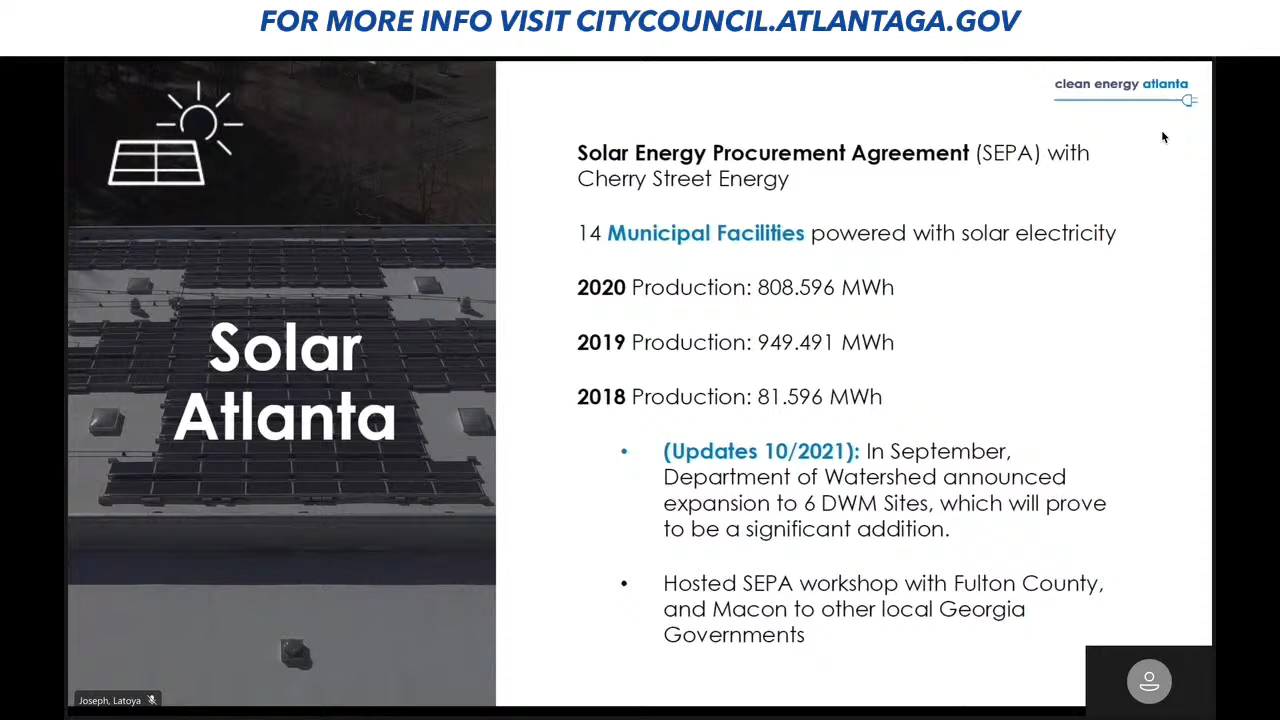 FOR MORE INFO VISIT CITYCOUNCIL.ATLANTAGA.GOV
clean energy atlanta
Solar
Atlanta
Solar Energy Procurement Agreement (SEPA) with
Cherry Street Energy
14 Municipal Facilities powered with solar electricity
2020 Production: 808.596 MWh
2019 Production: 949.491 MWh
2018 Production: 81.596 MWh
• (Updates 10/2021): In September,
Department of Watershed announced
expansion to 6 DWM Sites, which will prove
to be a significant addition.
• Hosted SEPA workshop with Fulton County,
and Macon to other local Georgia
Governments
Joseph, Latoya